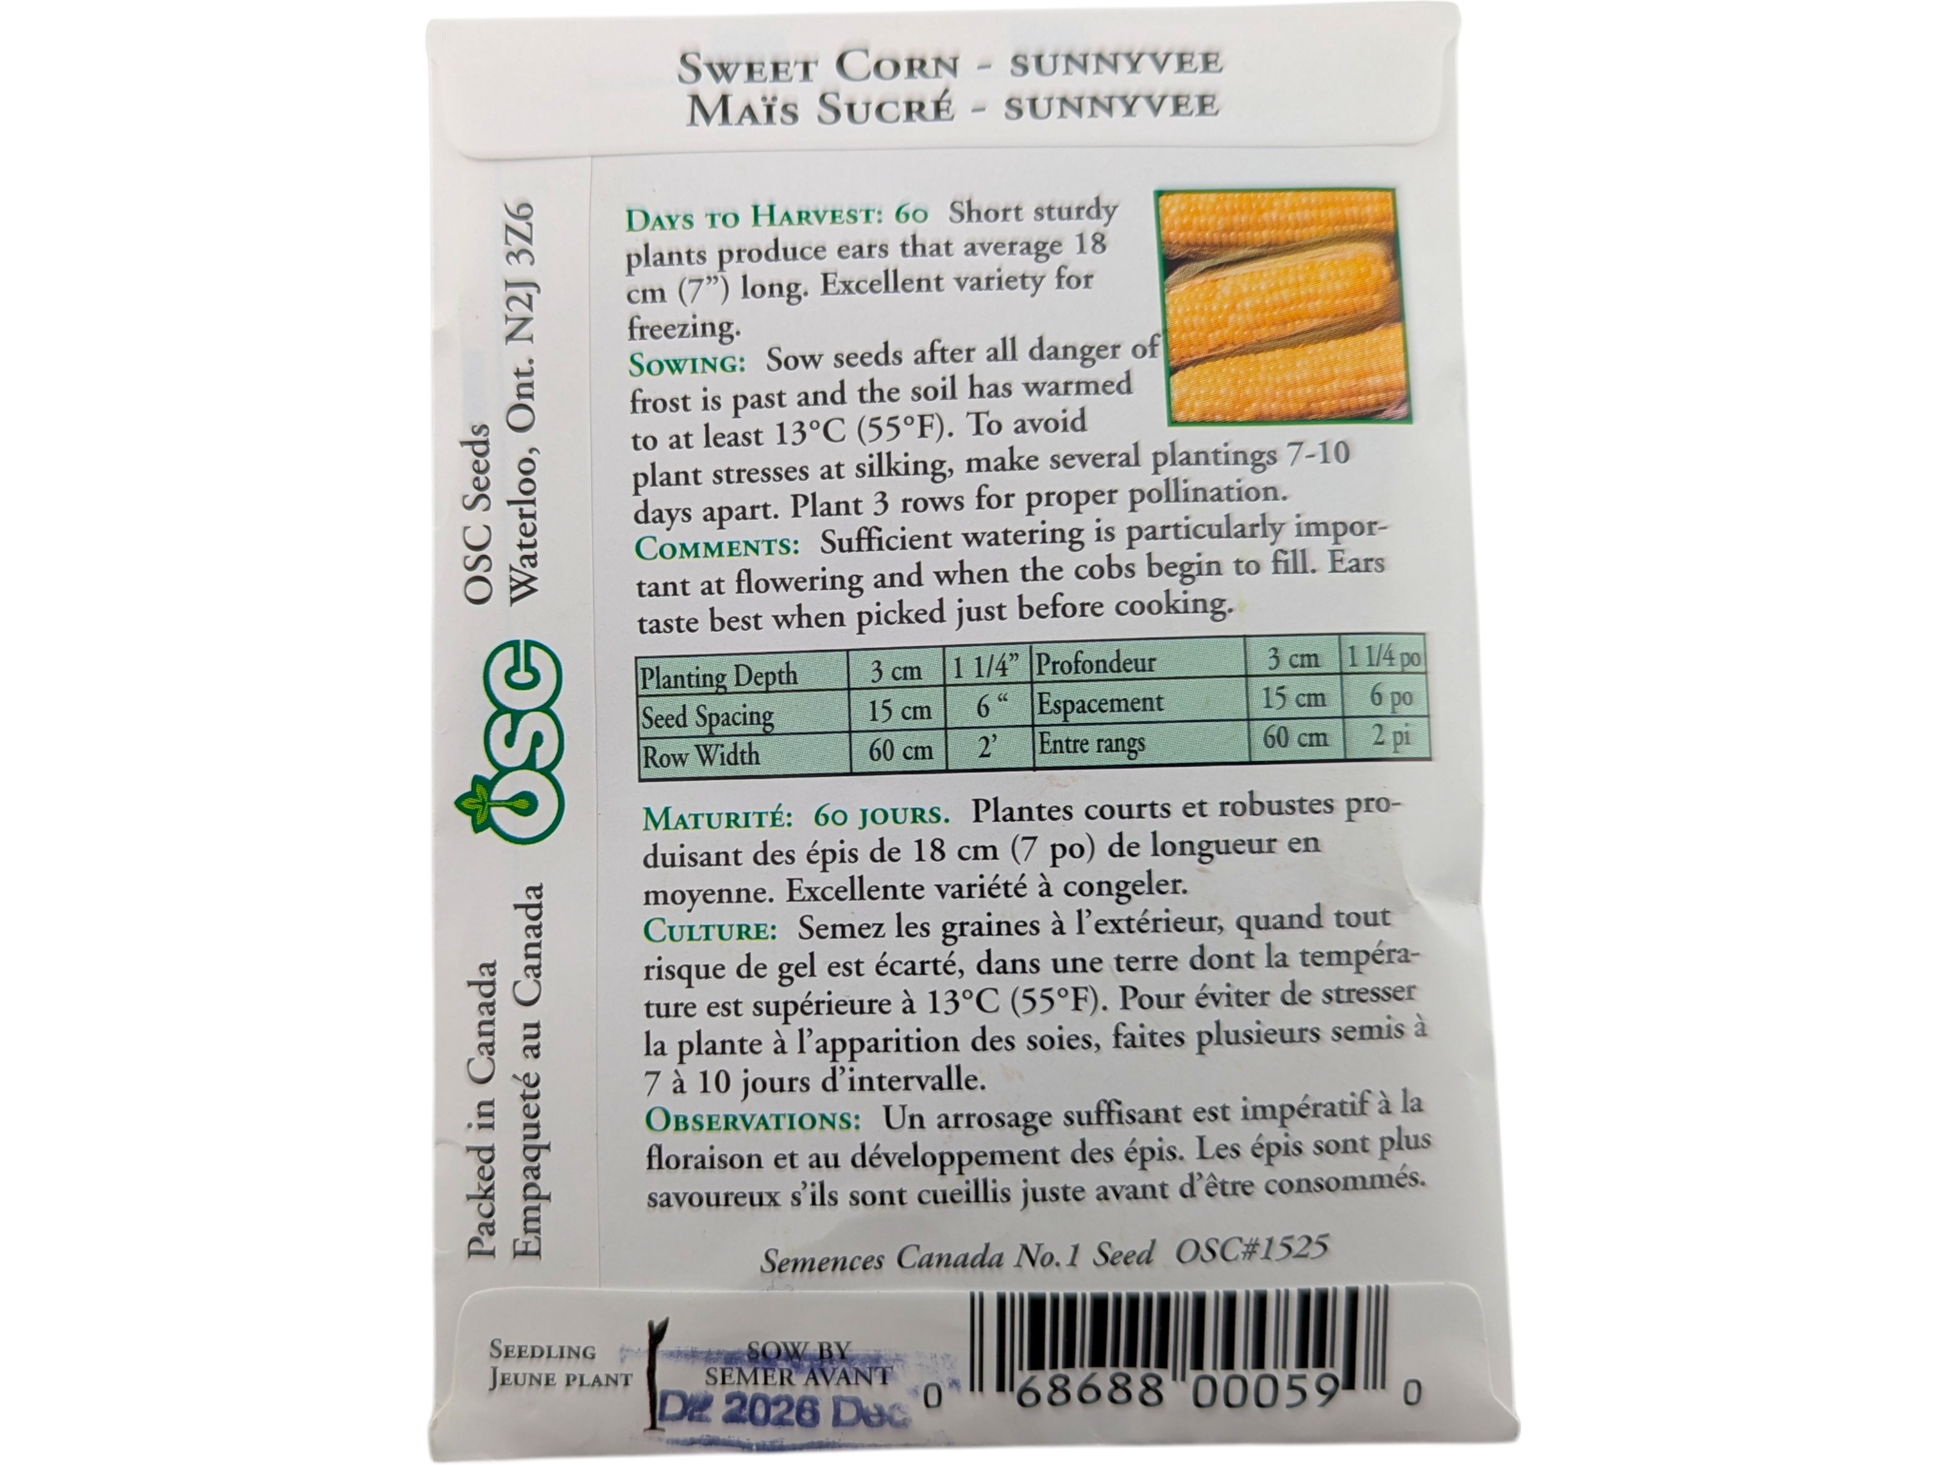 SWEET CORN - SUNNYVEE
MAÏS SUCRÉ - SUNNYVEE
DAYS TO HARVEST: 60 Short sturdy
plants produce ears that average 18
cm (7”) long. Excellent variety for
freezing.
SOWING: Sow seeds after all danger of
frost is past and the soil has warmed
to at least 13°C (55°F). To avoid
plant stresses at silking, make several plantings 7-10
days apart. Plant 3 rows for proper pollination.
COMMENTS: Sufficient watering is particularly impor-
tant at flowering and when the cobs begin to fill. Ears
taste best when picked just before cooking.
Planting Depth 3 cm 1 1/4” Profondeur 3 cm 1 1/4 po
Seed Spacing 15 cm 6 “ Espacement 15 cm 6 po
Row Width 60 cm 2’ Entre rangs 60 cm 2 pi
MATURITÉ: 60 JOURS. Plantes courts et robustes pro-
duisant des épis de 18 cm (7 po) de longueur en
moyenne. Excellente variété à congeler.
CULTURE: Semez les graines à l’extérieur, quand tout
risque de gel est écarté, dans une terre dont la tempéra-
ture est supérieure à 13°C (55°F). Pour éviter de stresser
la plante à l’apparition des soies, faites plusieurs semis à
7 à 10 jours d’intervalle.
OBSERVATIONS: Un arrosage suffisant est impératif à la
floraison et au développement des épis. Les épis sont plus
savoureux s’ils sont cueillis juste avant d’être consommés.
Semences Canada No.1 Seed OSC#1525
OSC Seeds
Waterloo, Ont. N2J 3Z6
OSC
Packed in Canada
Empaqueté au Canada
SEEDLING
JEUNE PLANT
SOW BY
SEMER AVANT
2026 Dec
0 68688 00059 0